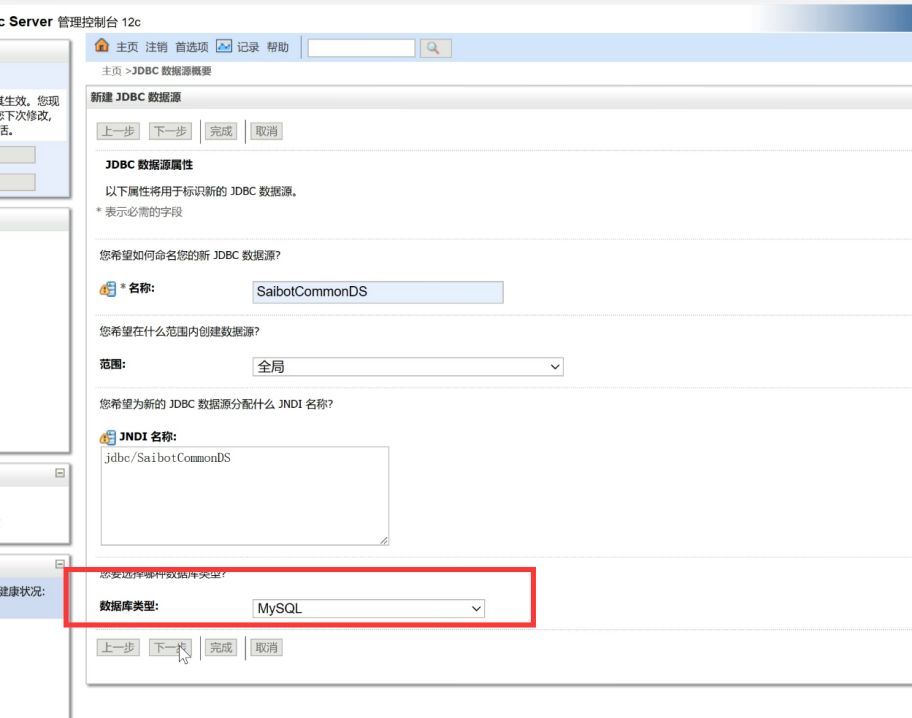 c Server 管理控制台 12c
主页 注销 首选项 记录 帮助
主页 >JDBC 数据源概要
生效。您现
下次修改,
活。
新建 JDBC 数据源
上一步 下一步 完成 取消
JDBC 数据源属性
以下属性将用于标识新的 JDBC 数据源。
* 表示必需的字段
您希望如何命名您的新 JDBC 数据源?
* 名称: SaibotCommonDS
您希望在什么范围内创建数据源?
范围: 全局
您希望为新的 JDBC 数据源分配什么 JNDI 名称?
JNDI 名称:
jdbc/SaibotCommonDS
您要选择哪种数据库类型?
健康状况:
数据库类型: MySQL
上一步 下一步 完成 取消